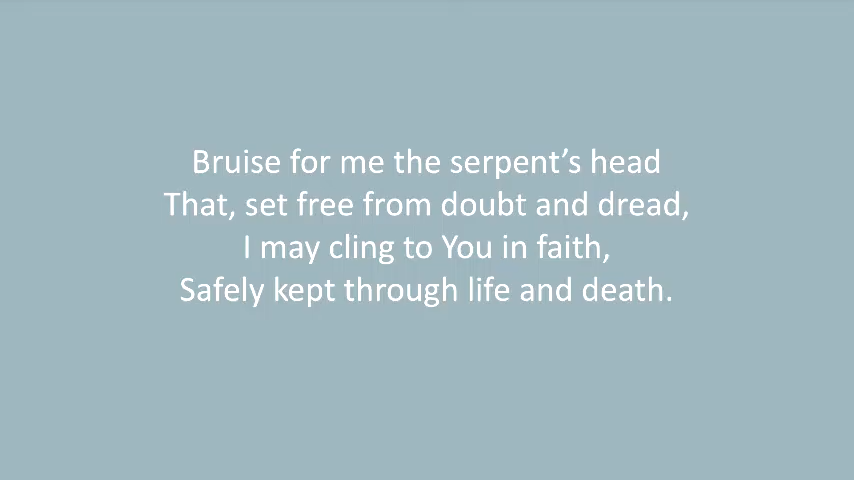 Bruise for me the serpent’s head
That, set free from doubt and dread,
I may cling to You in faith,
Safely kept through life and death.